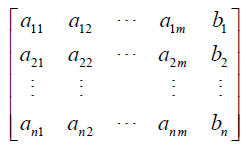 a₁₁ a₁₂ ⋯ a₁ₘ b₁
a₂₁ a₂₂ ⋯ a₂ₘ b₂
⋮ ⋮ ⋮ ⋮
aₙ₁ aₙ₂ ⋯ aₙₘ bₙ